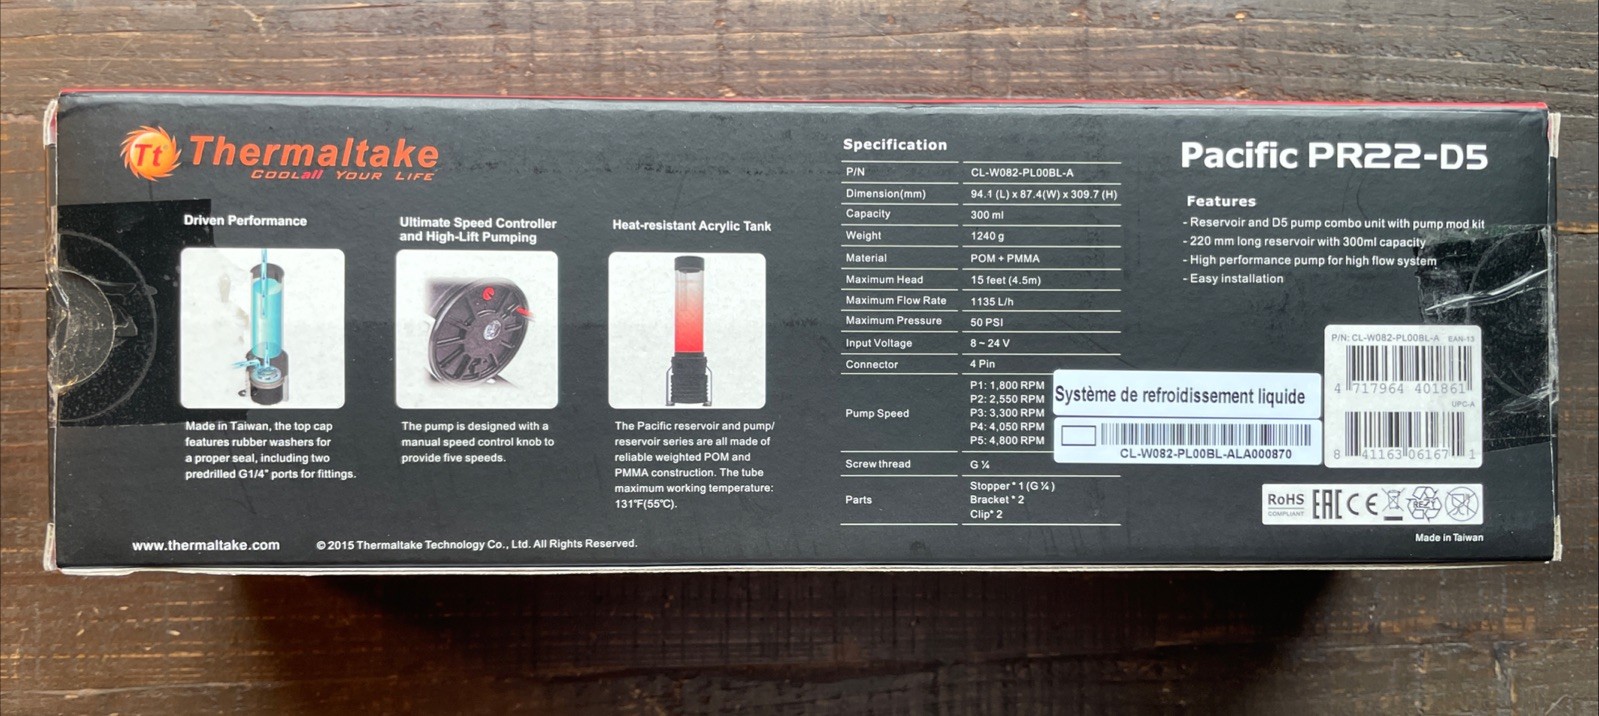 Thermaltake
COOLall YOUR LIFE
Driven Performance
Made in Taiwan, the top cap
features rubber washers for
a proper seal, including two
predrilled G1/4" ports for fittings.
Ultimate Speed Controller
and High-Lift Pumping
The pump is designed with a
manual speed control knob to
provide five speeds.
Heat-resistant Acrylic Tank
The Pacific reservoir and pump/
reservoir series are all made of
reliable weighted POM and
PMMA construction. The tube
maximum working temperature:
131°F(55°C).
www.thermaltake.com
© 2015 Thermaltake Technology Co., Ltd. All Rights Reserved.
Specification
P/N CL-W082-PL00BL-A
Dimension(mm) 94.1 (L) x 87.4(W) x 309.7 (H)
Capacity 300 ml
Weight 1240 g
Material POM + PMMA
Maximum Head 15 feet (4.5m)
Maximum Flow Rate 1135 L/h
Maximum Pressure 50 PSI
Input Voltage 8 ~ 24 V
Connector 4 Pin
Pump Speed
P1: 1,800 RPM
P2: 2,550 RPM
P3: 3,300 RPM
P4: 4,050 RPM
P5: 4,800 RPM
Screw thread G ¼
Parts
Stopper * 1 (G ¼ )
Bracket * 2
Clip* 2
Pacific PR22-D5
Features
- Reservoir and D5 pump combo unit with pump mod kit
- 220 mm long reservoir with 300ml capacity
- High performance pump for high flow system
- Easy installation
Système de refroidissement liquide
CL-W082-PL00BL-ALA000870
P/N: CL-W082-PL00BL-A EAN-13
4 717964 401861
UPC-A
8 41163 06167 1
RoHS
COMPLIANT
EAC CE
Made in Taiwan